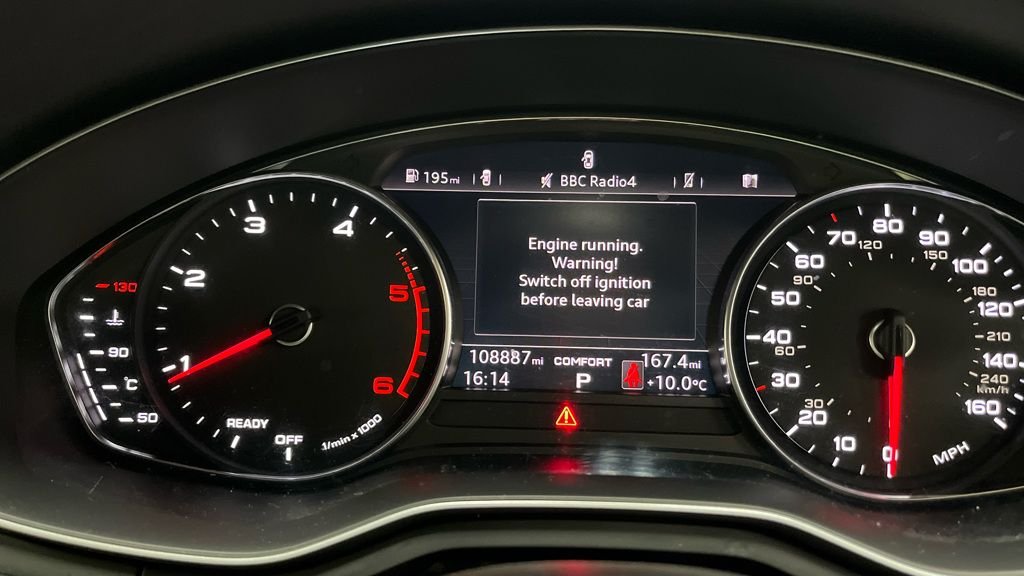 195mi
BBC Radio4
Engine running.
Warning!
Switch off ignition
before leaving car
108887mi
COMFORT
167.4mi
16:14
P
+10.0°C
130
90
°C
50
1
2
3
4
5
6
READY
OFF
1/min x 1000
0
10
20
30
40
50
60
70
80
90
100
120
140
160
30
60
90
120
150
180
210
240
km/h
MPH